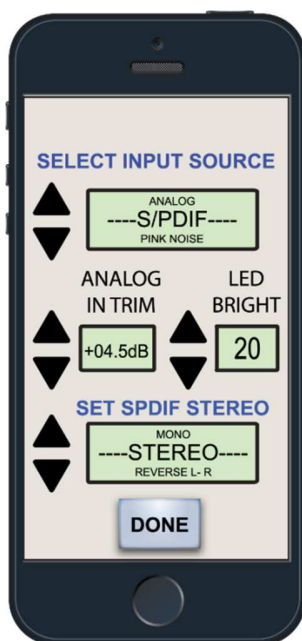 SELECT INPUT SOURCE
ANALOG
----S/PDIF----
PINK NOISE
ANALOG
IN TRIM
+04.5dB
LED
BRIGHT
20
SET SPDIF STEREO
MONO
----STEREO----
REVERSE L- R
DONE